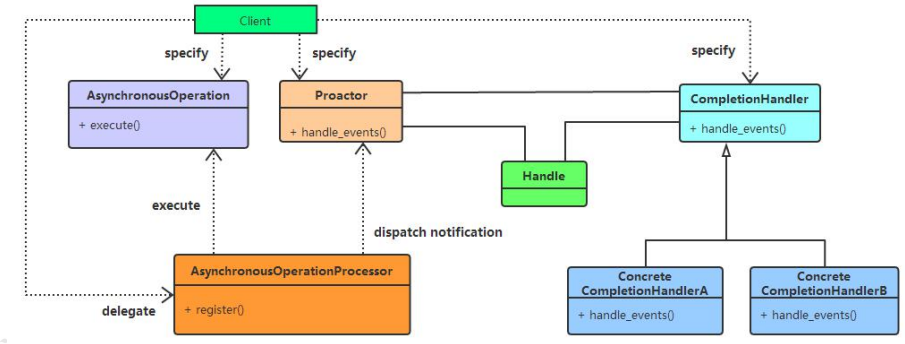 Client
specify
specify
specify
AsynchronousOperation
+ execute()
Proactor
+ handle_events()
CompletionHandler
+ handle_events()
Handle
execute
dispatch notification
AsynchronousOperationProcessor
+ register()
delegate
Concrete
CompletionHandlerA
+ handle_events()
Concrete
CompletionHandlerB
+ handle_events()